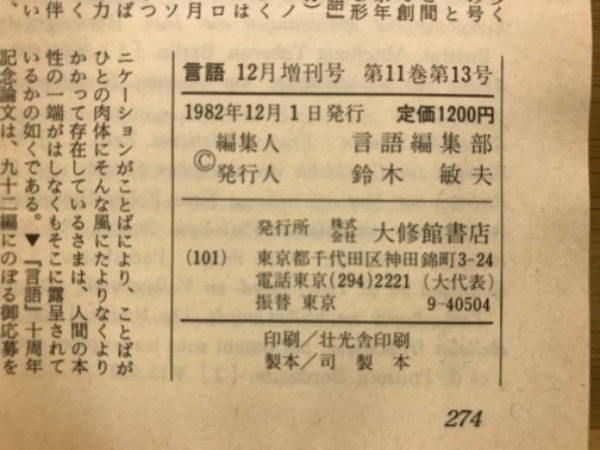 言語 12月増刊号 第11巻第13号
1982年12月1日発行 定価1200円
©編集人 言語編集部
発行人 鈴木 敏夫
発行所 株式会社 大修館書店
(101) 東京都千代田区神田錦町3-24
電話東京(294)2221 (大代表)
振替 東京 9-40504
印刷/壮光舎印刷
製本/司 製 本
ニケーションがことばにより、ことばが
ひとの肉体にそんな風にたよりなくより
かかって存在しているさまは、人間の本
性の一端がはしなくもそこに露呈されて
いるかの如くである。▼『言語』十周年
記念論文は、九十二編にのぼる御応募を
274